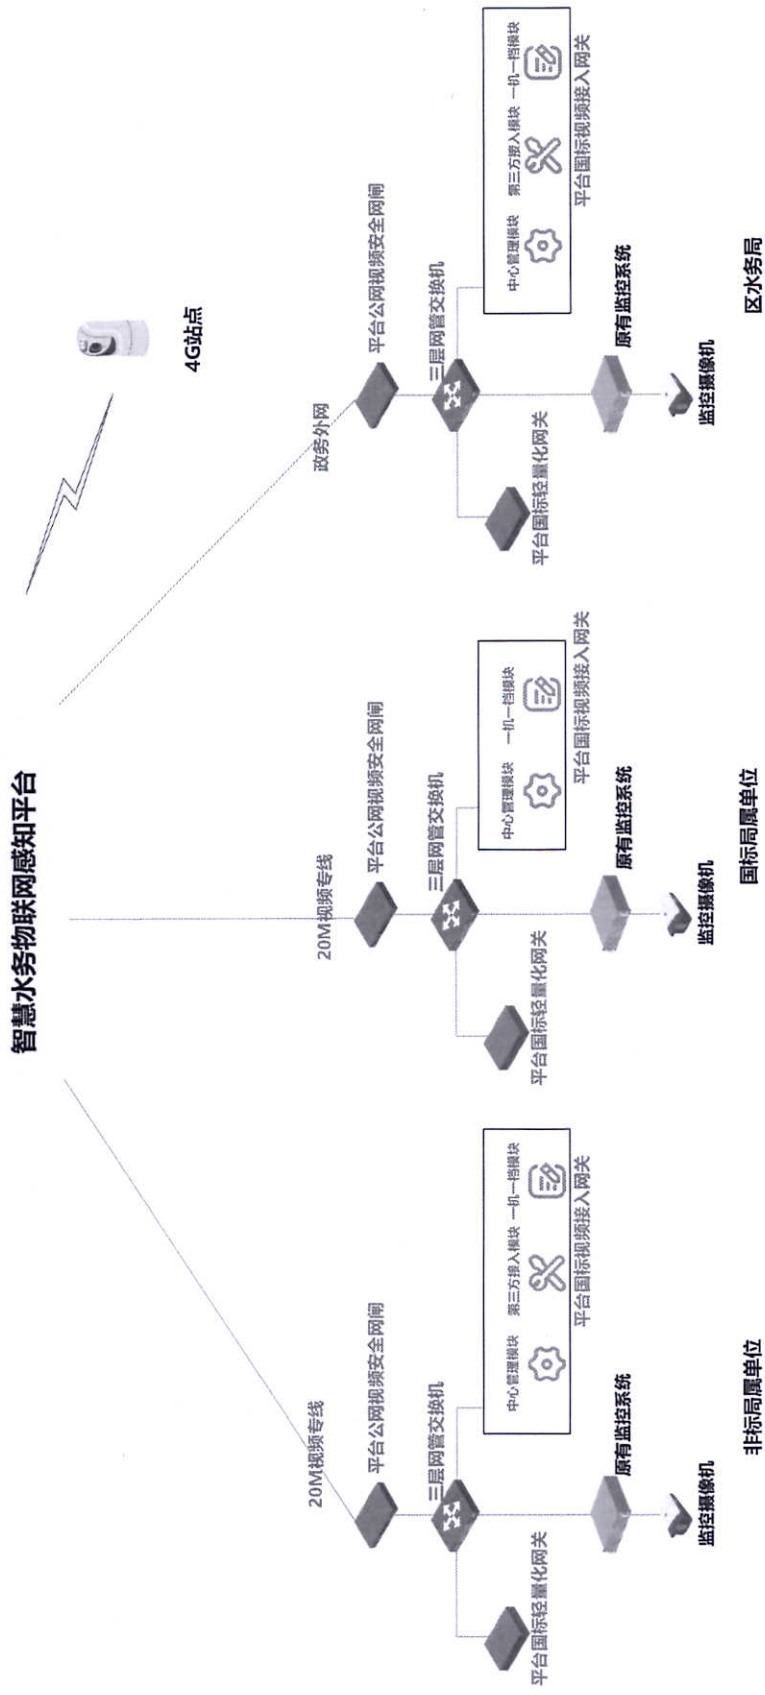 智慧水务物联网感知平台
4G站点
20M视频专线
平台公网视频安全网闸
三层网管交换机
平台国标轻量化网关
中心管理模块
第三方接入模块
一机一档模块
平台国标视频接入网关
原有监控系统
监控摄像机
非标局属单位
20M视频专线
平台公网视频安全网闸
三层网管交换机
平台国标轻量化网关
中心管理模块
一机一档模块
平台国标视频接入网关
原有监控系统
监控摄像机
国标局属单位
政务外网
平台公网视频安全网闸
三层网管交换机
平台国标轻量化网关
中心管理模块
第三方接入模块
一机一档模块
平台国标视频接入网关
原有监控系统
监控摄像机
区水务局